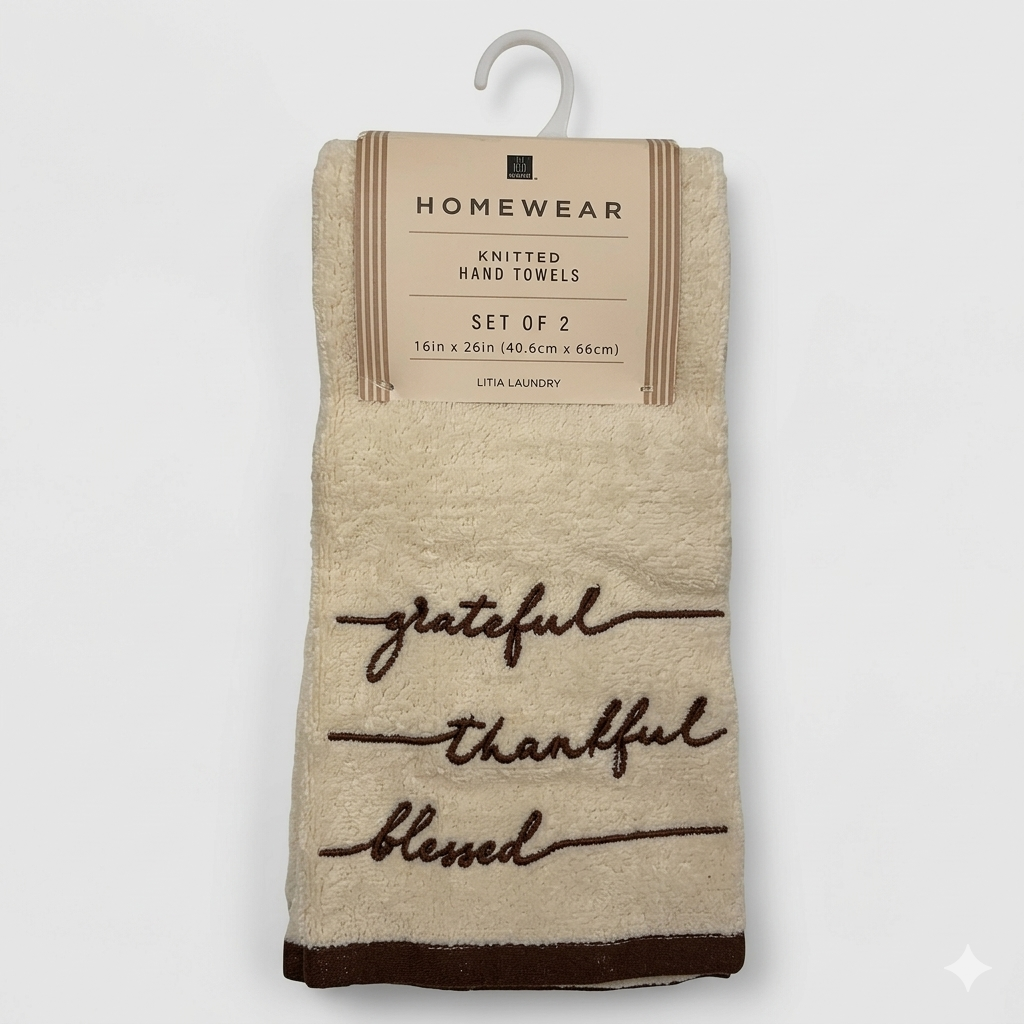 HOMEWEAR
KNITTED
HAND TOWELS
SET OF 2
16in x 26in (40.6cm x 66cm)
LITIA LAUNDRY
grateful
thankful
blessed